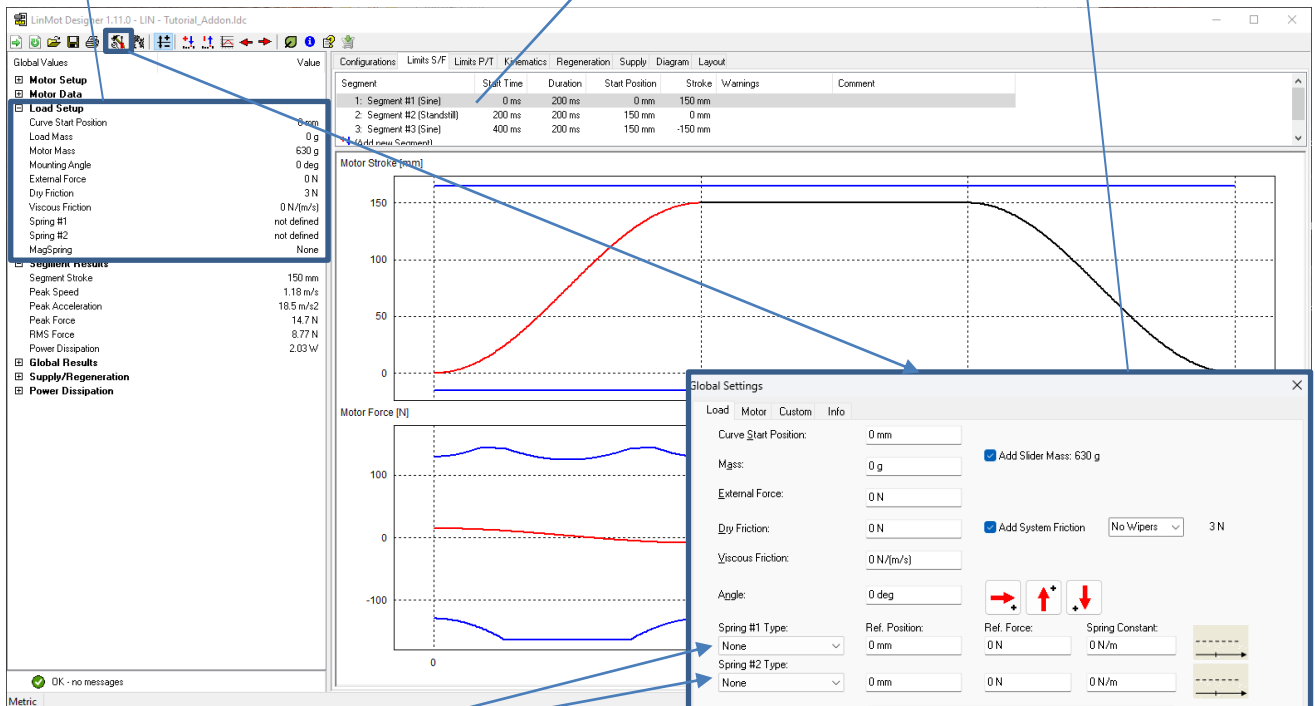 LinMot Designer 1.11.0 - LIN - Tutorial_Addon.ldc
Global Values Value
Motor Setup
Motor Data
Load Setup
Curve Start Position 0 mm
Load Mass 0 g
Motor Mass 630 g
Mounting Angle 0 deg
External Force 0 N
Dry Friction 3 N
Viscous Friction 0 N/(m/s)
Spring #1 not defined
Spring #2 not defined
MagSpring None
Segment Results
Segment Stroke 150 mm
Peak Speed 1.18 m/s
Peak Acceleration 18.5 m/s2
Peak Force 14.7 N
RMS Force 8.77 N
Power Dissipation 2.03 W
Global Results
Supply/Regeneration
Power Dissipation
OK - no messages
Metric
Configurations Limits S/F Limits P/T Kinematics Regeneration Supply Diagram Layout
Segment Start Time Duration Start Position Stroke Warnings Comment
1: Segment #1 (Sine) 0 ms 200 ms 0 mm 150 mm
2: Segment #2 (Standstill) 200 ms 200 ms 150 mm 0 mm
3: Segment #3 (Sine) 400 ms 200 ms 150 mm -150 mm
(Add new Segment)
Motor Stroke [mm]
150
100
50
0
Motor Force [N]
100
0
-100
0
Global Settings
Load Motor Custom Info
Curve Start Position: 0 mm
Mass: 0 g Add Slider Mass: 630 g
External Force: 0 N
Dry Friction: 0 N Add System Friction No Wipers 3 N
Viscous Friction: 0 N/(m/s)
Angle: 0 deg
Spring #1 Type: Ref. Position: Ref. Force: Spring Constant:
None 0 mm 0 N 0 N/m
Spring #2 Type:
None 0 mm 0 N 0 N/m